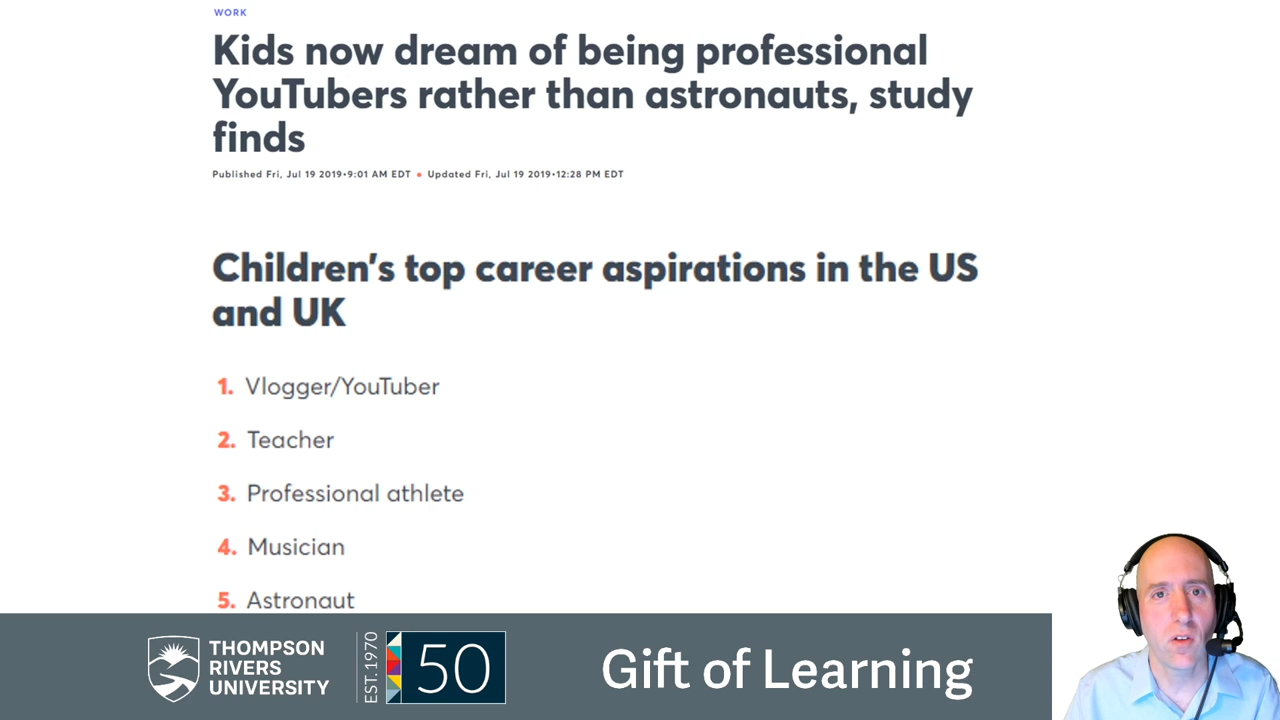 WORK
Kids now dream of being professional
YouTubers rather than astronauts, study
finds
Published Fri, Jul 19 2019•9:01 AM EDT • Updated Fri, Jul 19 2019•12:28 PM EDT
Children's top career aspirations in the US
and UK
1. Vlogger/YouTuber
2. Teacher
3. Professional athlete
4. Musician
5. Astronaut
THOMPSON
RIVERS
UNIVERSITY
EST.1970
50
Gift of Learning